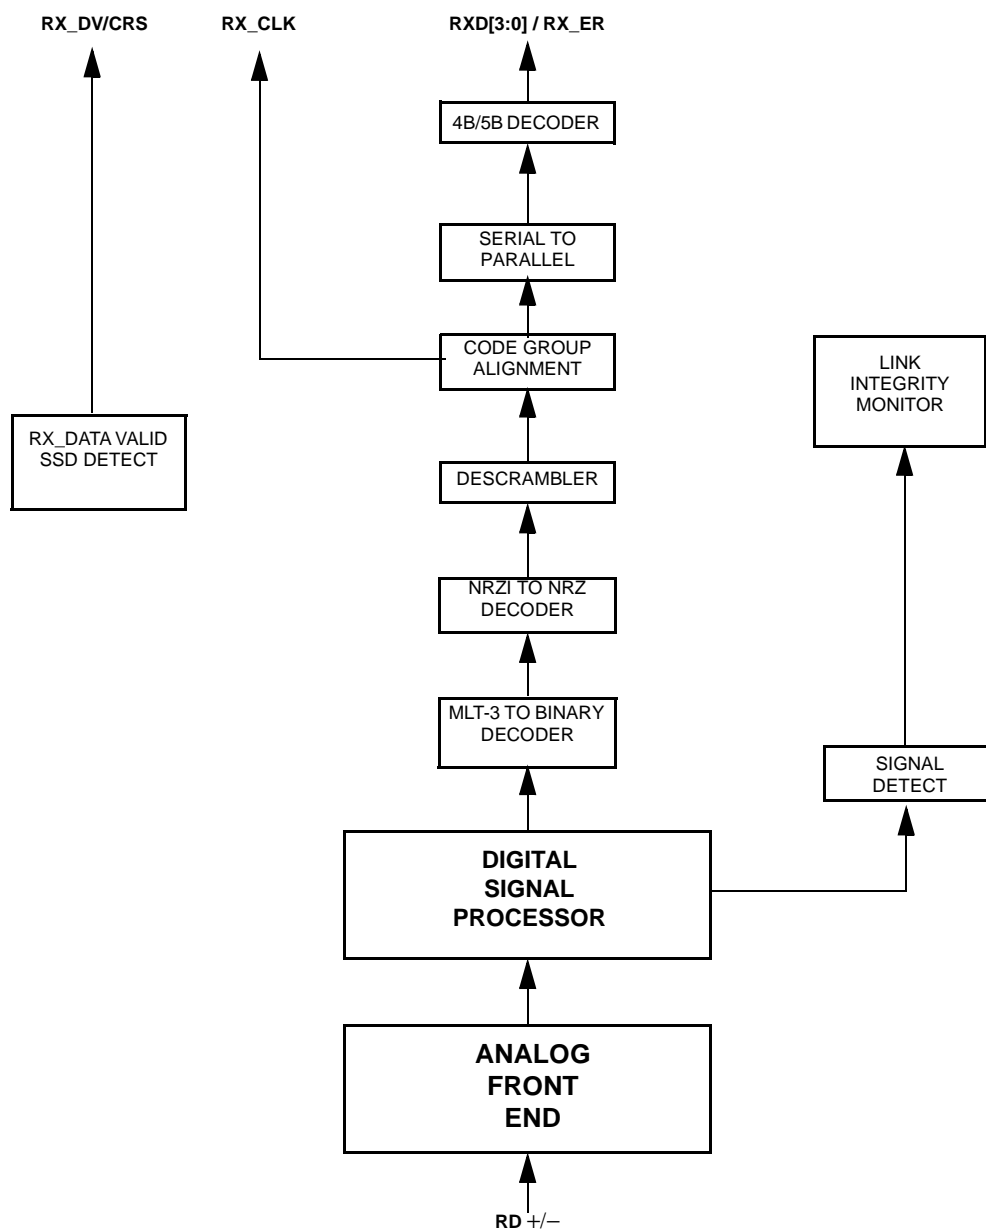 RX_DV/CRS
RX_CLK
RXD[3:0] / RX_ER
4B/5B DECODER
SERIAL TO
PARALLEL
CODE GROUP
ALIGNMENT
LINK
INTEGRITY
MONITOR
RX_DATA VALID
SSD DETECT
DESCRAMBLER
NRZI TO NRZ
DECODER
MLT-3 TO BINARY
DECODER
SIGNAL
DETECT
DIGITAL
SIGNAL
PROCESSOR
ANALOG
FRONT
END
RD +/−